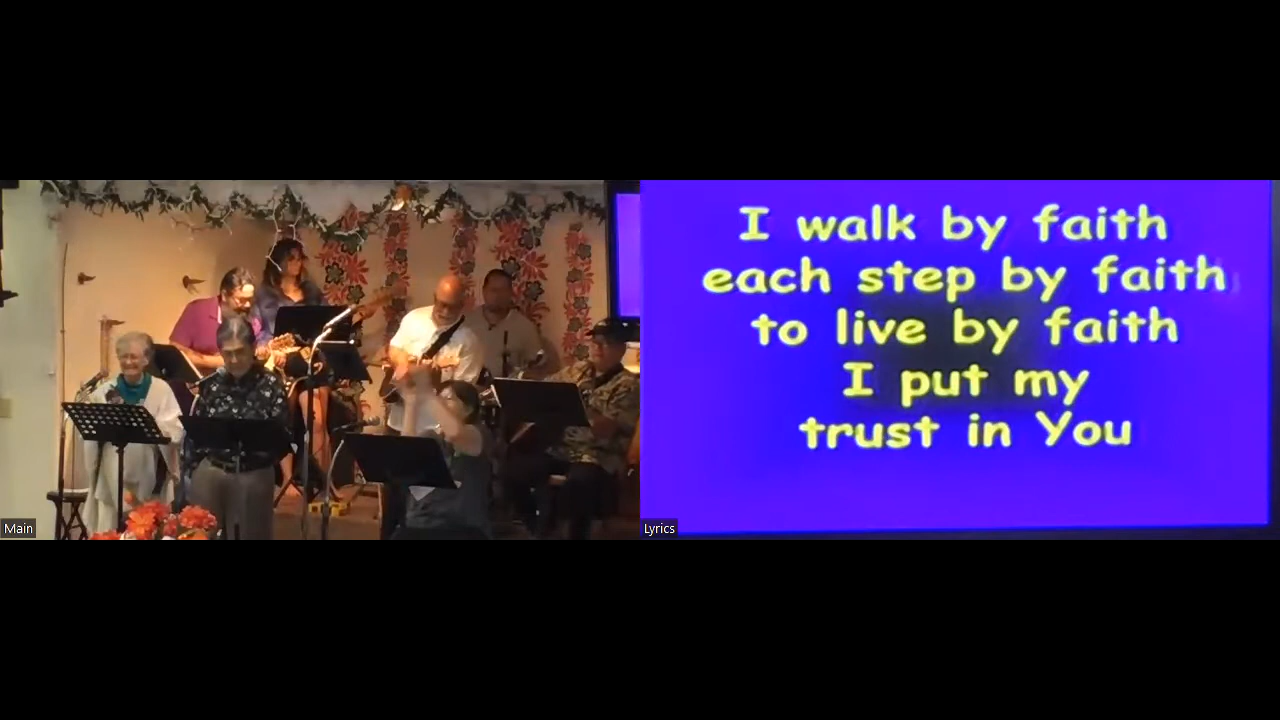 I walk by faith
each step by faith
to live by faith
I put my
trust in You
Main
Lyrics